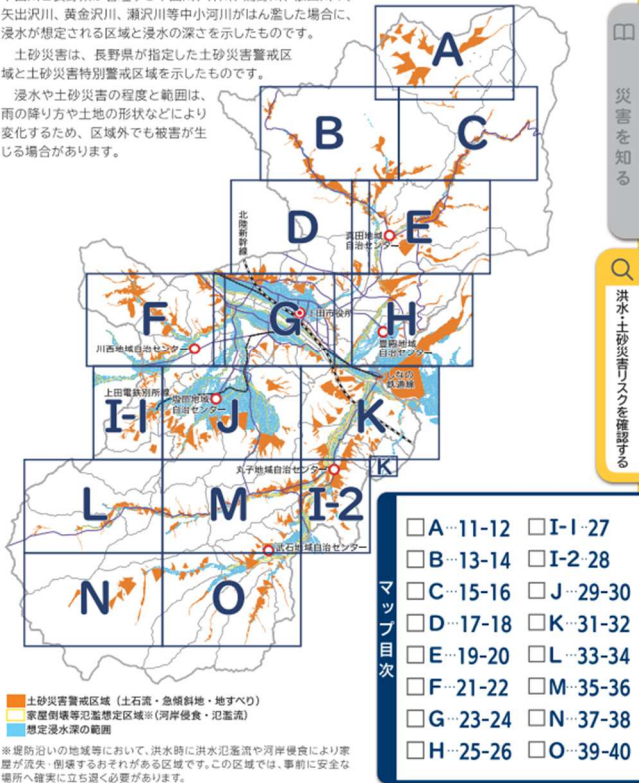 矢出沢川、黄金沢川、瀬沢川等中小河川がはん濫した場合に、
浸水が想定される区域と浸水の深さを示したものです。
土砂災害は、長野県が指定した土砂災害警戒区
域と土砂災害特別警戒区域を示したものです。
浸水や土砂災害の程度と範囲は、
雨の降り方や土地の形状などにより
変化するため、区域外でも被害が生
じる場合があります。
A
B
C
北陸新幹線
D
E
真田地域
自治センター
F
G
H
上田市役所
川西地域自治センター
豊殿地域
自治センター
しなの
鉄道線
上田電鉄別所線
塩田地域
自治センター
I-1
J
K
丸子地域自治センター
K
L
M
I-2
武石地域自治センター
N
O
災害を知る
洪水・土砂災害リスクを確認する
マップ目次
A…11-12
B…13-14
C…15-16
D…17-18
E…19-20
F…21-22
G…23-24
H…25-26
I-1…27
I-2…28
J…29-30
K…31-32
L…33-34
M…35-36
N…37-38
O…39-40
土砂災害警戒区域（土石流・急傾斜地・地すべり）
家屋倒壊等氾濫想定区域※（河岸侵食・氾濫流）
想定浸水深の範囲
※堤防沿いの地域等において、洪水時に洪水氾濫流や河岸侵食により家
屋が流失・倒壊するおそれがある区域です。この区域では、事前に安全な
場所へ確実に立ち退く必要があります。